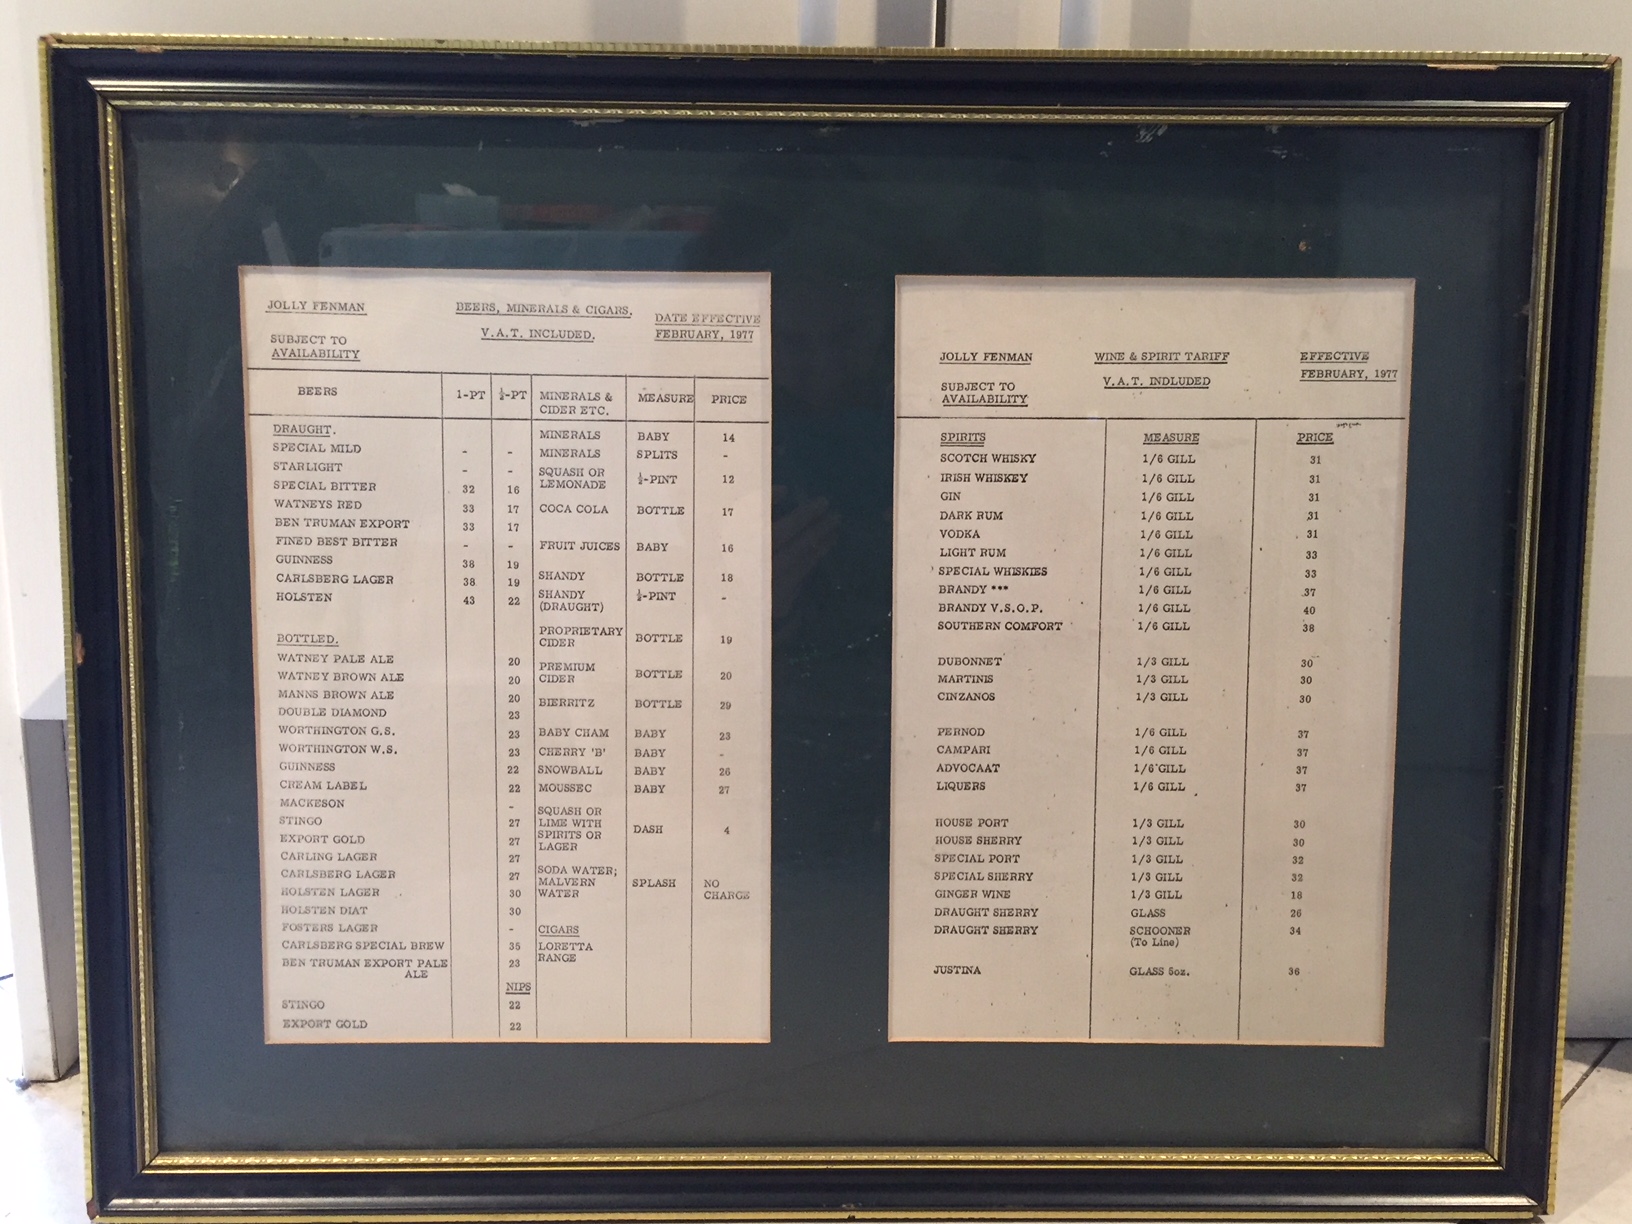 JOLLY FENMAN BEERS, MINERALS & CIGARS. DATE EFFECTIVE
SUBJECT TO V.A.T. INCLUDED. FEBRUARY, 1977
AVAILABILITY
BEERS 1-PT ½-PT MINERALS & MEASURE PRICE
CIDER ETC.
DRAUGHT. MINERALS BABY 14
SPECIAL MILD - - MINERALS SPLITS -
STARLIGHT - - SQUASH OR
SPECIAL BITTER 32 16 LEMONADE ½-PINT 12
WATNEYS RED 33 17 COCA COLA BOTTLE 17
BEN TRUMAN EXPORT 33 17
FINED BEST BITTER - - FRUIT JUICES BABY 16
GUINNESS 38 19
CARLSBERG LAGER 38 19 SHANDY BOTTLE 18
HOLSTEN 43 22 SHANDY ½-PINT -
(DRAUGHT)
BOTTLED. PROPRIETARY BOTTLE 19
CIDER
WATNEY PALE ALE 20 PREMIUM
WATNEY BROWN ALE 20 CIDER BOTTLE 20
MANNS BROWN ALE 20 BIERRITZ BOTTLE 29
DOUBLE DIAMOND 23
WORTHINGTON G.S. 23 BABY CHAM BABY 23
WORTHINGTON W.S. 23 CHERRY 'B' BABY -
GUINNESS 22 SNOWBALL BABY 26
CREAM LABEL 22 MOUSSEC BABY 27
MACKESON - SQUASH OR
STINGO 27 LIME WITH DASH 4
EXPORT GOLD 27 SPIRITS OR
CARLING LAGER 27 LAGER
CARLSBERG LAGER 27 SODA WATER;
HOLSTEN LAGER 30 MALVERN SPLASH NO
WATER CHARGE
HOLSTEN DIAT 30
FOSTERS LAGER - CIGARS
CARLSBERG SPECIAL BREW 35 LORETTA
BEN TRUMAN EXPORT PALE 23 RANGE
ALE
NIPS
STINGO 22
EXPORT GOLD 22
JOLLY FENMAN WINE & SPIRIT TARIFF EFFECTIVE
SUBJECT TO V.A.T. INDLUDED FEBRUARY, 1977
AVAILABILITY
SPIRITS MEASURE PRICE
SCOTCH WHISKY 1/6 GILL 31
IRISH WHISKEY 1/6 GILL 31
GIN 1/6 GILL 31
DARK RUM 1/6 GILL 31
VODKA 1/6 GILL 31
LIGHT RUM 1/6 GILL 33
SPECIAL WHISKIES 1/6 GILL 33
BRANDY *** 1/6 GILL 37
BRANDY V.S.O.P. 1/6 GILL 40
SOUTHERN COMFORT 1/6 GILL 38
DUBONNET 1/3 GILL 30
MARTINIS 1/3 GILL 30
CINZANOS 1/3 GILL 30
PERNOD 1/6 GILL 37
CAMPARI 1/6 GILL 37
ADVOCAAT 1/6 GILL 37
LIQUERS 1/6 GILL 37
HOUSE PORT 1/3 GILL 30
HOUSE SHERRY 1/3 GILL 30
SPECIAL PORT 1/3 GILL 32
SPECIAL SHERRY 1/3 GILL 32
GINGER WINE 1/3 GILL 18
DRAUGHT SHERRY GLASS 26
DRAUGHT SHERRY SCHOONER 34
(To Line)
JUSTINA GLASS 5oz. 36